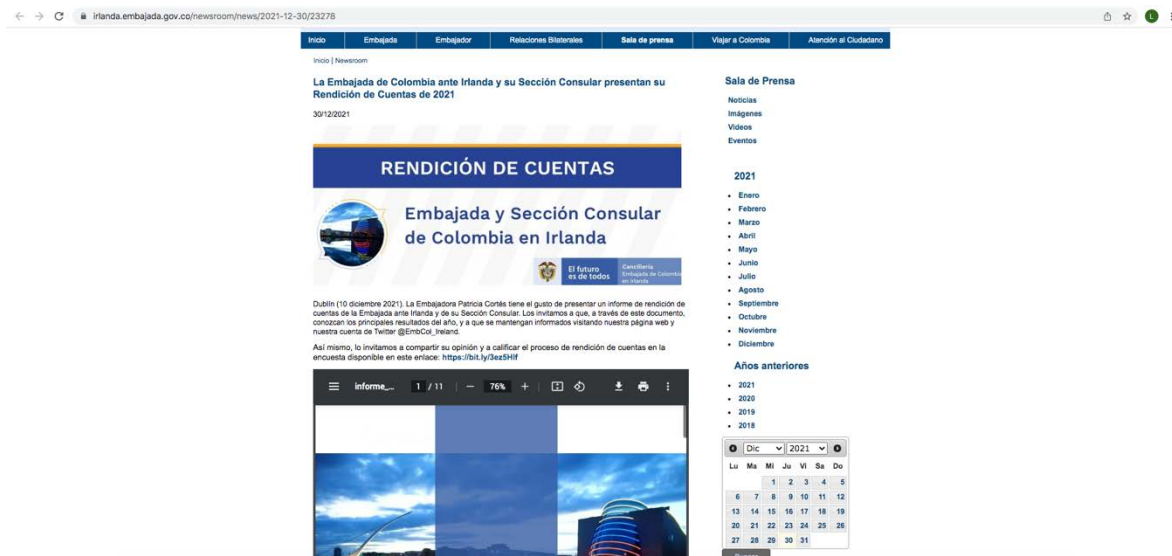 irlanda.embajada.gov.co/newsroom/news/2021-12-30/23278
L
Inicio Embajada Embajador Relaciones Bilaterales Sala de prensa Viajar a Colombia Atención al Ciudadano
Inicio | Newsroom
La Embajada de Colombia ante Irlanda y su Sección Consular presentan su
Rendición de Cuentas de 2021
30/12/2021
RENDICIÓN DE CUENTAS
Embajada y Sección Consular
de Colombia en Irlanda
El futuro
es de todos
Cancillería
Embajada de Colombia
en Irlanda
Dublín (10 diciembre 2021). La Embajadora Patricia Cortés tiene el gusto de presentar un informe de rendición de
cuentas de la Embajada ante Irlanda y de su Sección Consular. Los invitamos a que, a través de este documento,
conozcan los principales resultados del año, y a que se mantengan informados visitando nuestra página web y
nuestra cuenta de Twitter @EmbCol_Ireland.
Así mismo, lo invitamos a compartir su opinión y a calificar el proceso de rendición de cuentas en la
encuesta disponible en este enlace: https://bit.ly/3ez5Hlf
informe_... 1 / 11 76%
Sala de Prensa
Noticias
Imágenes
Videos
Eventos
2021
Enero
Febrero
Marzo
Abril
Mayo
Junio
Julio
Agosto
Septiembre
Octubre
Noviembre
Diciembre
Años anteriores
2021
2020
2019
2018
Dic 2021
Lu Ma Mi Ju Vi Sa Do
1 2 3 4 5
6 7 8 9 10 11 12
13 14 15 16 17 18 19
20 21 22 23 24 25 26
27 28 29 30 31